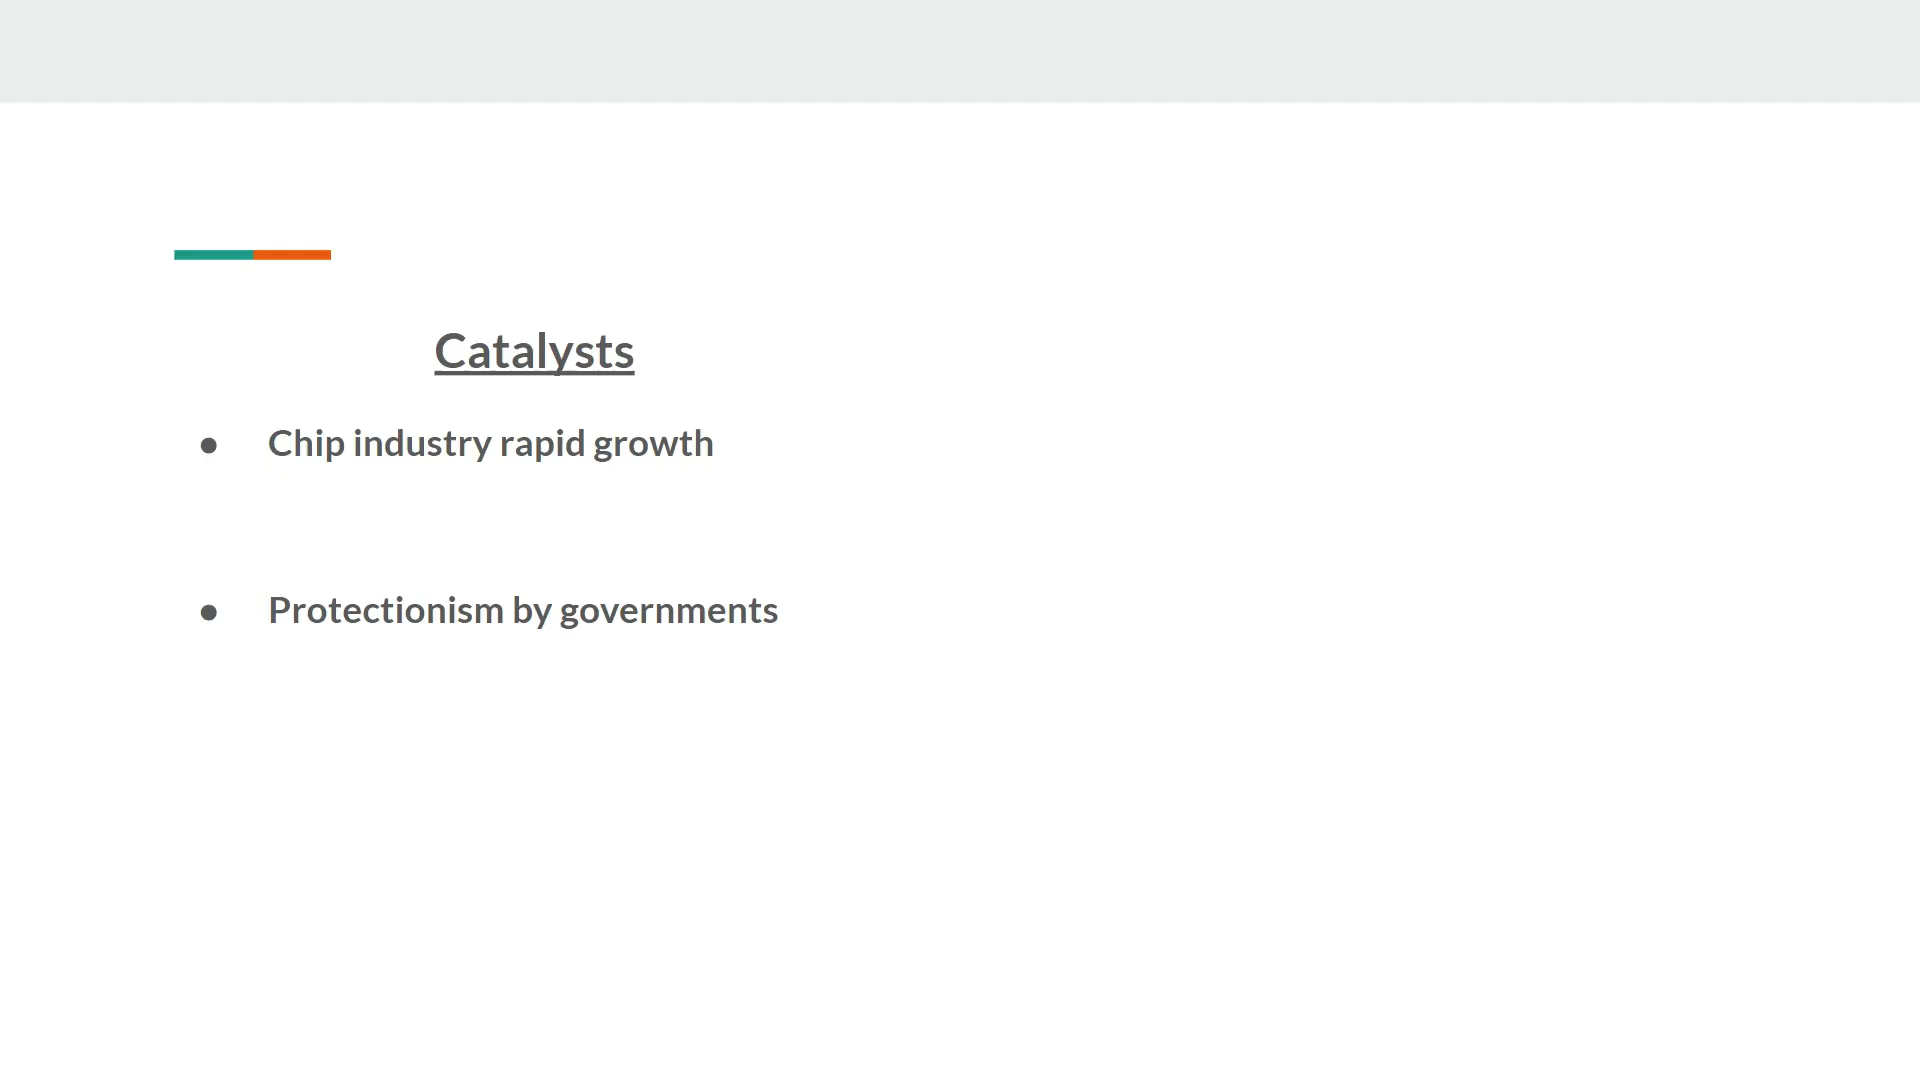 Catalysts
● Chip industry rapid growth
● Protectionism by governments